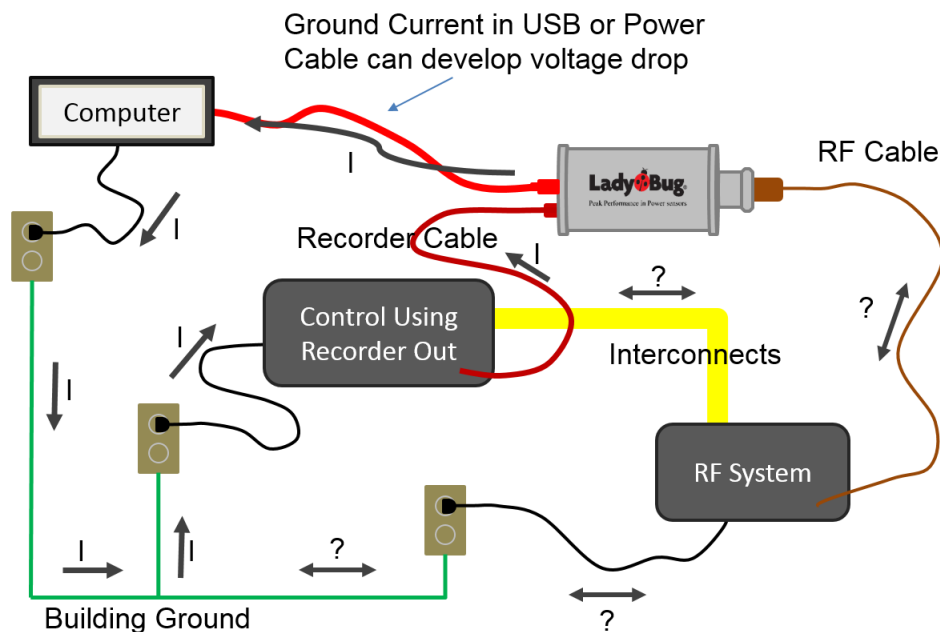 Ground Current in USB or Power
Cable can develop voltage drop
Computer
I
RF Cable
LadyBug®
Peak Performance in Power sensors
I
Recorder Cable
I
?
?
Control Using
Recorder Out
I
Interconnects
I
RF System
I
I
?
?
Building Ground